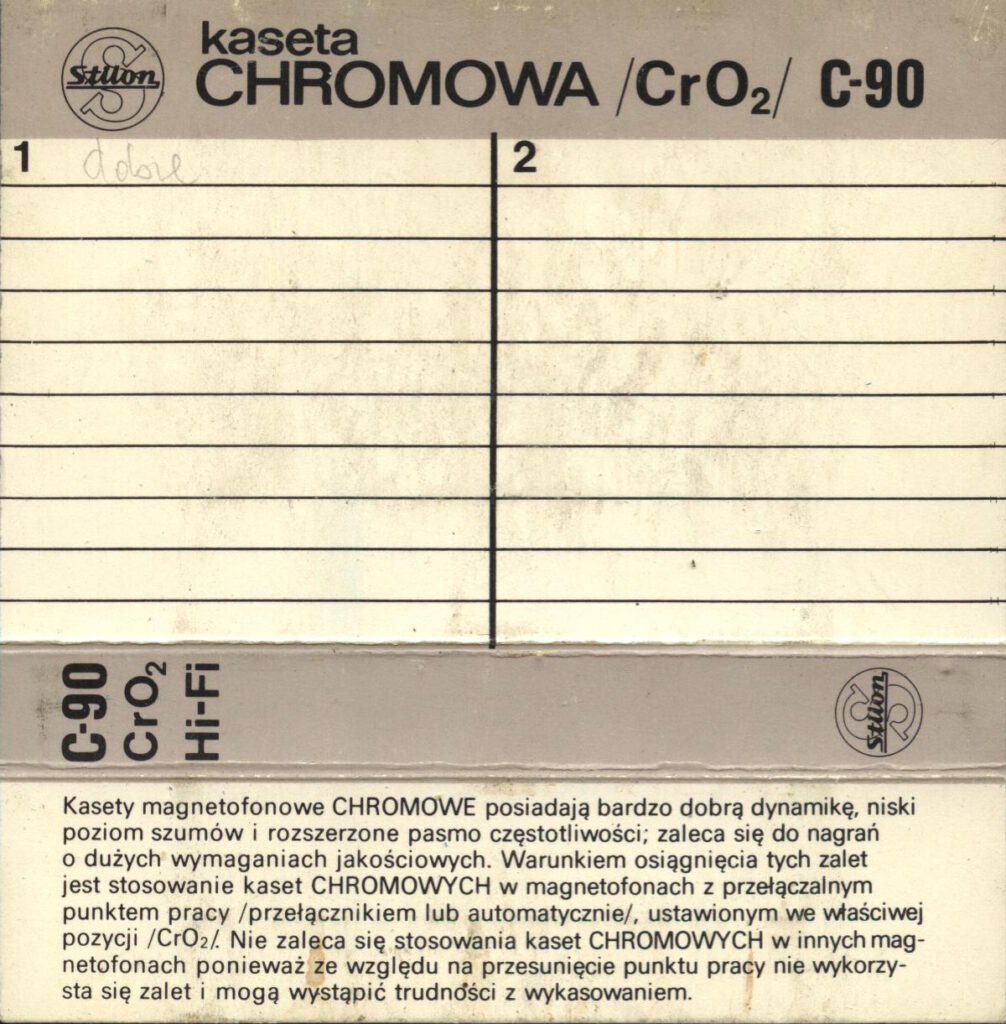 Stilon
kaseta
CHROMOWA /CrO₂/ C-90
1 dobre
2
C-90
CrO₂
Hi-Fi
Stilon
Kasety magnetofonowe CHROMOWE posiadają bardzo dobrą dynamikę, niski
poziom szumów i rozszerzone pasmo częstotliwości; zaleca się do nagrań
o dużych wymaganiach jakościowych. Warunkiem osiągnięcia tych zalet
jest stosowanie kaset CHROMOWYCH w magnetofonach z przełączalnym
punktem pracy /przełącznikiem lub automatycznie/, ustawionym we właściwej
pozycji /CrO₂/. Nie zaleca się stosowania kaset CHROMOWYCH w innych mag-
netofonach ponieważ ze względu na przesunięcie punktu pracy nie wykorzy-
sta się zalet i mogą wystąpić trudności z wykasowaniem.